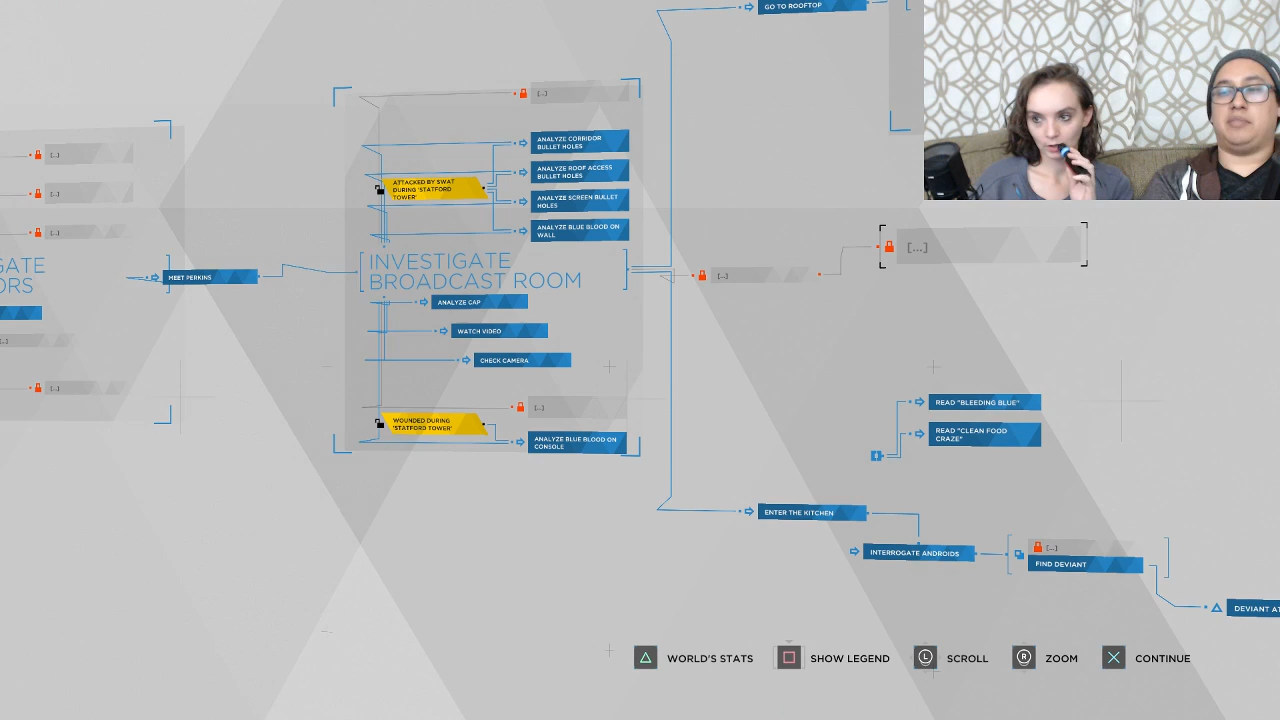 GO TO ROOFTOP
[...]
ANALYZE CORRIDOR
BULLET HOLES
[...]
ANALYZE ROOF ACCESS
BULLET HOLES
ATTACKED BY SWAT
DURING 'STATFORD
TOWER'
[...]
ANALYZE SCREEN BULLET
HOLES
[...]
ANALYZE BLUE BLOOD ON
WALL
[...]
GATE
ORS
MEET PERKINS
INVESTIGATE
BROADCAST ROOM
[...]
ANALYZE CAP
WATCH VIDEO
[...]
CHECK CAMERA
[...]
[...]
WOUNDED DURING
'STATFORD TOWER'
ANALYZE BLUE BLOOD ON
CONSOLE
READ "BLEEDING BLUE"
READ "CLEAN FOOD
CRAZE"
ENTER THE KITCHEN
INTERROGATE ANDROIDS
[...]
FIND DEVIANT
DEVIANT AT
WORLD'S STATS
SHOW LEGEND
L
SCROLL
R
ZOOM
CONTINUE